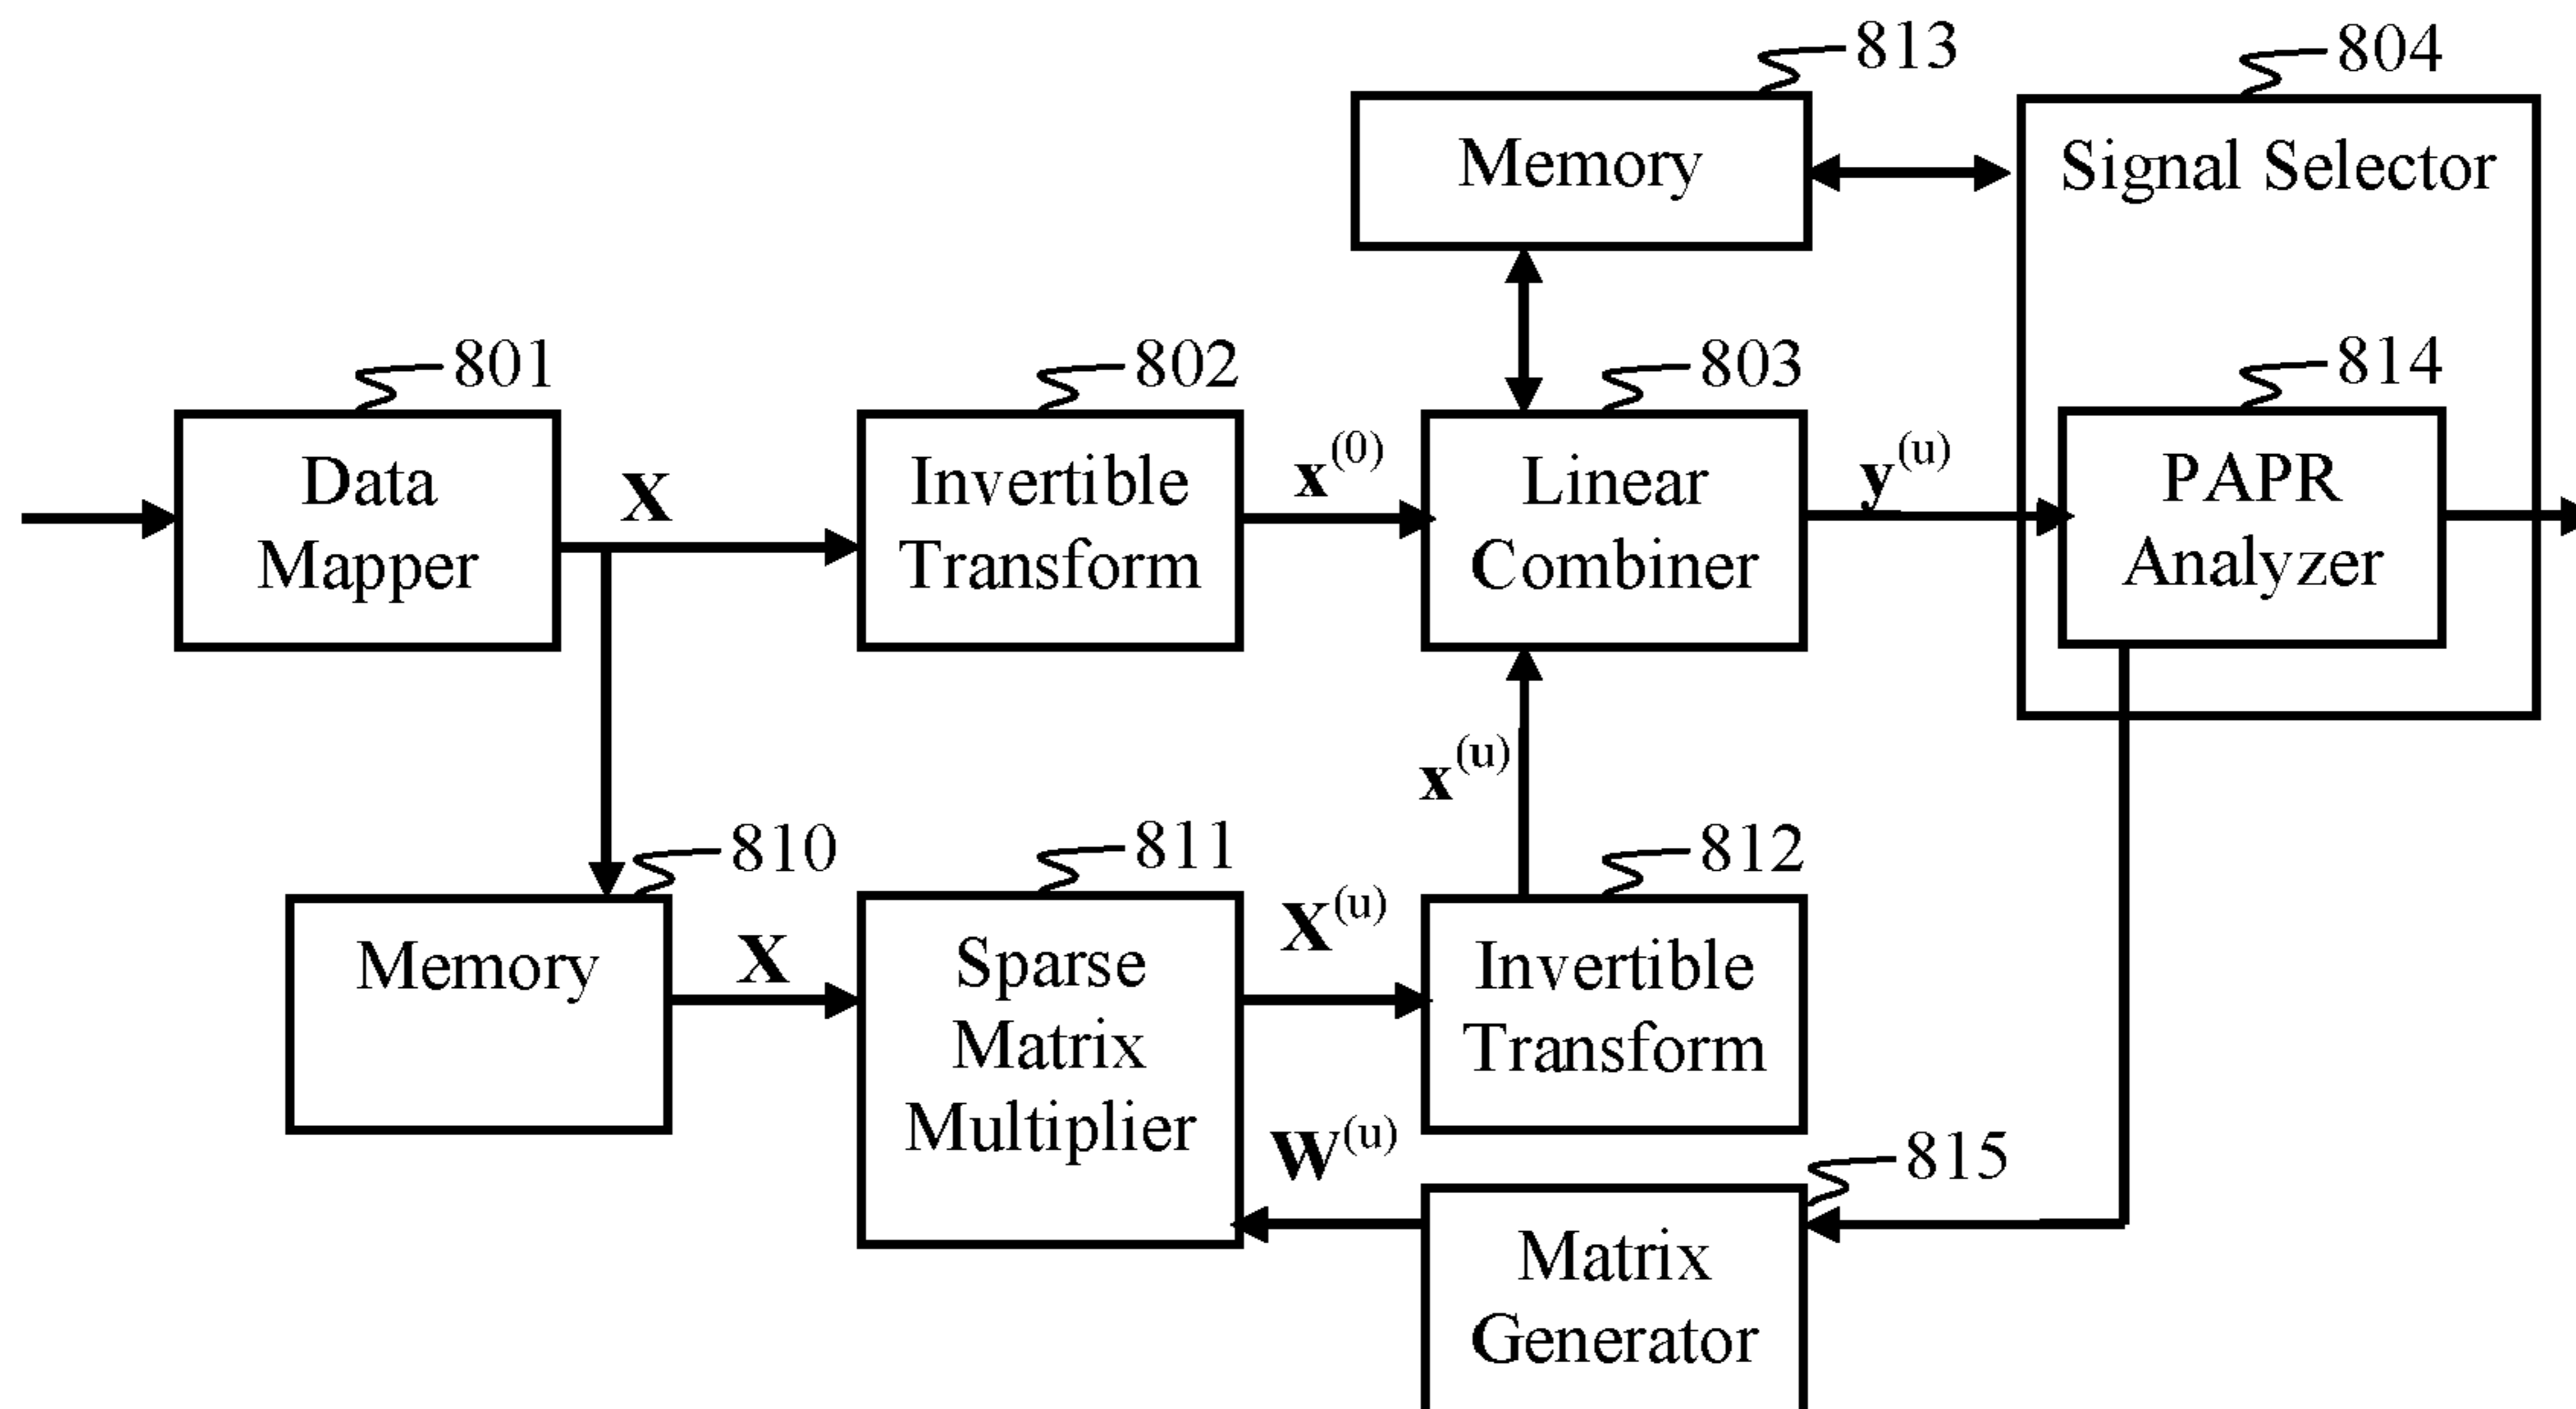 813
804
Memory
Signal Selector
801
802
803
814
Data
Mapper
X
Invertible
Transform
x(0)
Linear
Combiner
y(u)
PAPR
Analyzer
x(u)
810
811
812
Memory
X
Sparse
Matrix
Multiplier
X(u)
Invertible
Transform
W(u)
815
Matrix
Generator